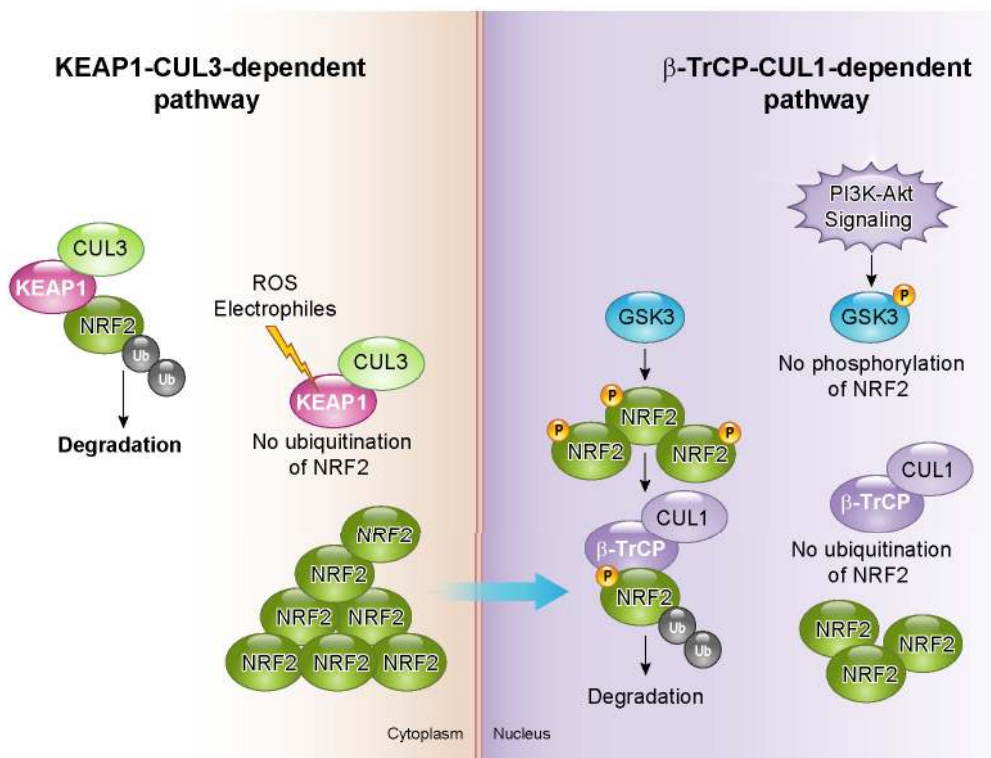 KEAP1-CUL3-dependent
pathway
CUL3
KEAP1
NRF2
Ub
Ub
Degradation
ROS
Electrophiles
CUL3
KEAP1
No ubiquitination
of NRF2
NRF2
NRF2
NRF2 NRF2
NRF2 NRF2 NRF2
Cytoplasm
β-TrCP-CUL1-dependent
pathway
GSK3
P
NRF2
P
NRF2
P
NRF2
CUL1
β-TrCP
P
NRF2
Ub
Ub
Degradation
PI3K-Akt
Signaling
P
GSK3
No phosphorylation
of NRF2
CUL1
β-TrCP
No ubiquitination
of NRF2
NRF2
NRF2
NRF2
Nucleus